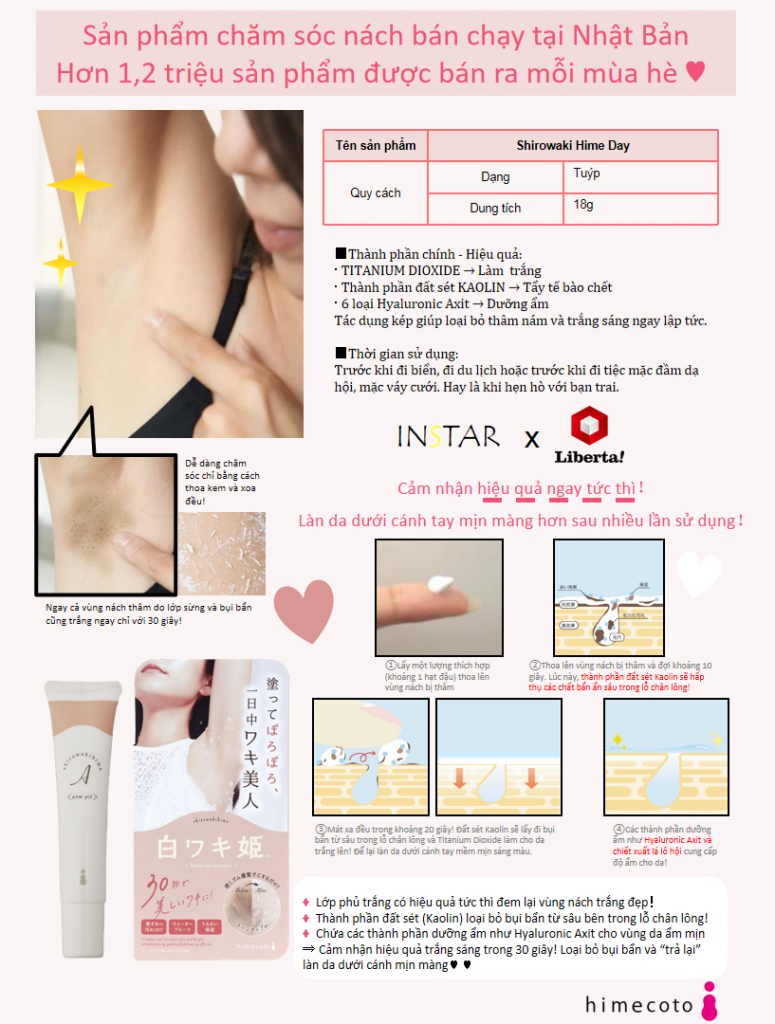 Sản phẩm chăm sóc nách bán chạy tại Nhật Bản
Hơn 1,2 triệu sản phẩm được bán ra mỗi mùa hè ♥
Tên sản phẩm
Shirowaki Hime Day
Quy cách
Dạng
Tuýp
Dung tích
18g
■Thành phần chính - Hiệu quả:
· TITANIUM DIOXIDE → Làm trắng
· Thành phần đất sét KAOLIN → Tẩy tế bào chết
· 6 loại Hyaluronic Axit → Dưỡng ẩm
Tác dụng kép giúp loại bỏ thâm nám và trắng sáng ngay lập tức.
■Thời gian sử dụng:
Trước khi đi biển, đi du lịch hoặc trước khi đi tiệc mặc đầm dạ
hội, mặc váy cưới. Hay là khi hẹn hò với bạn trai.
INSTAR x Liberta!
Dễ dàng chăm
sóc chỉ bằng cách
thoa kem và xoa
đều!
Ngay cả vùng nách thâm do lớp sừng và bụi bẩn
cũng trắng ngay chỉ với 30 giây!
Cảm nhận hiệu quả ngay tức thì!
Làn da dưới cánh tay mịn màng hơn sau nhiều lần sử dụng!
①Lấy một lượng thích hợp
(khoảng 1 hạt đậu) thoa lên
vùng nách bị thâm
②Thoa lên vùng nách bị thâm và đợi khoảng 10
giây. Lúc này, thành phần đất sét Kaolin sẽ hấp
thụ các chất bẩn ẩn sâu trong lỗ chân lông!
③Mát xa đều trong khoảng 20 giây! Đất sét Kaolin sẽ lấy đi bụi
bẩn từ sâu trong lỗ chân lông và Titanium Dioxide làm cho da
trắng lên! Để lại làn da dưới cánh tay mềm mịn sáng màu.
④Các thành phần dưỡng
ẩm như Hyaluronic Axit và
chiết xuất lá lô hội cung cấp
độ ẩm cho da!
shirowakihime
A
<arm pit>
塗ってぽろぽろ、
一日中ワキ美人
shirowakihime
白ワキ姫
30秒で
美しいワキに!
Before
After
himecoto
♦ Lớp phủ trắng có hiệu quả tức thì đem lại vùng nách trắng đẹp!
♦ Thành phần đất sét (Kaolin) loại bỏ bụi bẩn từ sâu bên trong lỗ chân lông!
♦ Chứa các thành phần dưỡng ẩm như Hyaluronic Axit cho vùng da ẩm mịn
⇒ Cảm nhận hiệu quả trắng sáng trong 30 giây! Loại bỏ bụi bẩn và “trả lại”
làn da dưới cánh mịn màng♥ ♥
himecoto